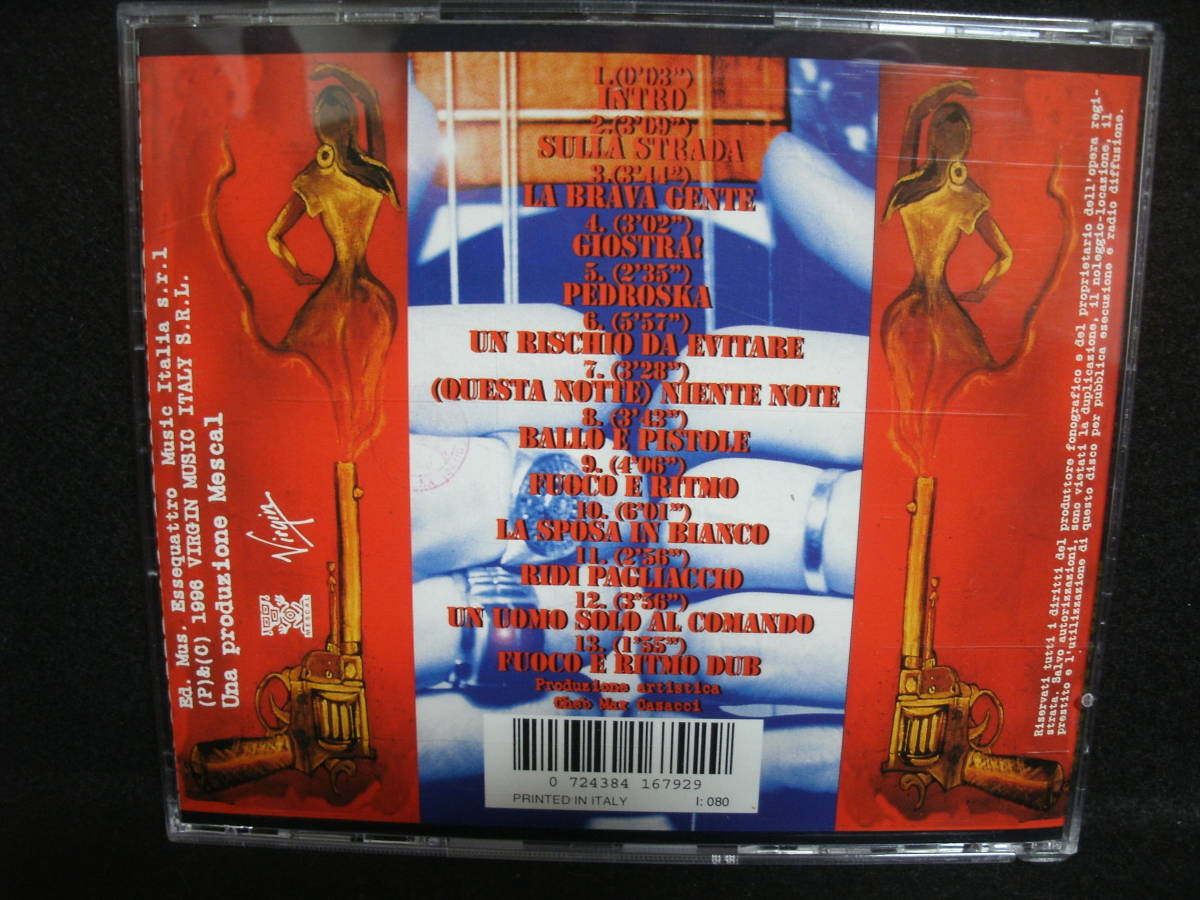 1.(0'03")
INTRO
2.(3'09")
SULLA STRADA
3.(3'44")
LA BRAVA GENTE
4. (3'02")
GIOSTRA!
5. (2'35")
PEDROSKA
6. (5'57")
UN RISCHIO DA EVITARE
7. (3'28")
(QUESTA NOTTE) NIENTE NOTE
8. (3'43")
BALLO E PISTOLE
9. (4'06")
FUOCO E RITMO
10. (6'01")
LA SPOSA IN BIANCO
11. (2'56")
RIDI PAGLIACCIO
12. (3'56")
UN UOMO SOLO AL COMANDO
13. (1'55")
FUOCO E RITMO DUB
Produzione artistica
Cheb Max Casacci
0 724384 167929
PRINTED IN ITALY I: 080
Ed. Mus. Essequattro Music Italia s.r.l
(P)&(C) 1996 VIRGIN MUSIC ITALY S.R.L.
Una produzione Mescal
Virgin
MESCAL
Riservati tutti i diritti del produttore fonografico e del proprietario dell'opera regi-
strata. Salvo autorizzazioni, sono vietati la duplicazione, il noleggio-locazione, il
prestito e l'utilizzazione di questo disco per pubblica esecuzione e radio diffusione.